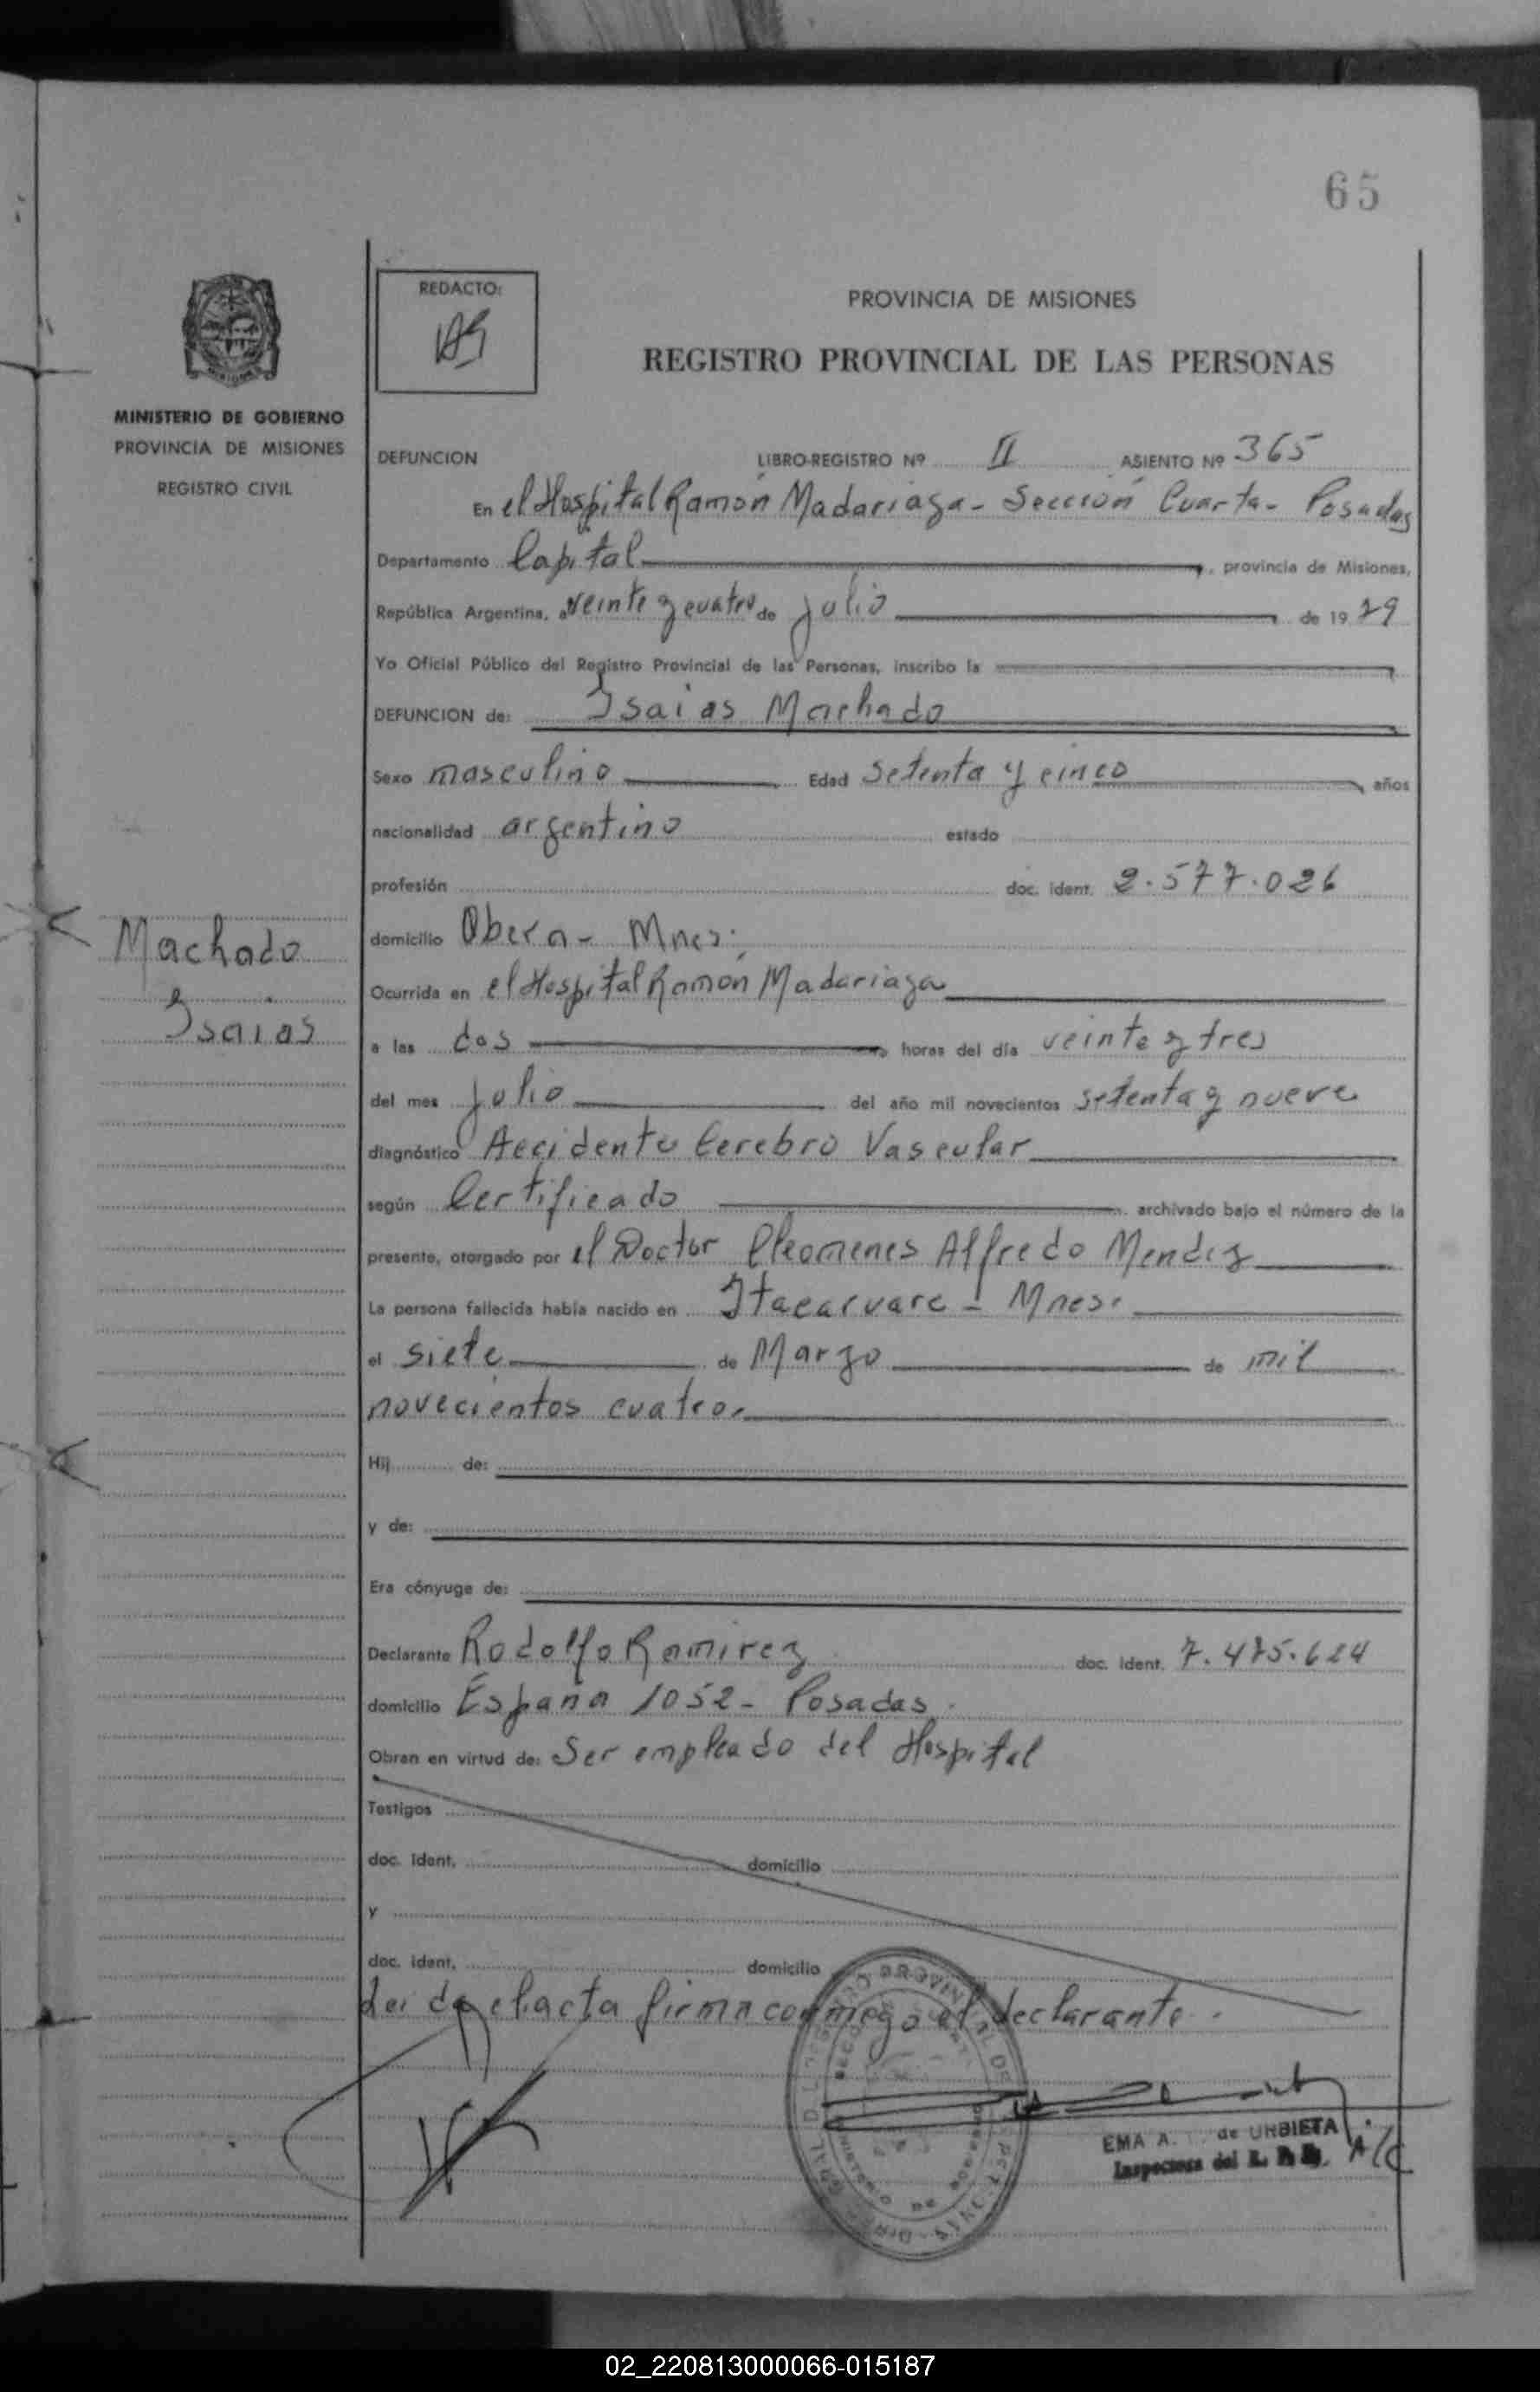 65
REDACTO:
PROVINCIA DE MISIONES
REGISTRO PROVINCIAL DE LAS PERSONAS
MINISTERIO DE GOBIERNO
PROVINCIA DE MISIONES
REGISTRO CIVIL
DEFUNCION LIBRO-REGISTRO Nº II ASIENTO Nº 365
En el Hospital Ramón Madariaga - Sección Cuarta - Posadas
Departamento Capital, provincia de Misiones,
República Argentina, a veinte y cuatro de julio de 1979
Yo Oficial Público del Registro Provincial de las Personas, inscribo la
DEFUNCION de: Isaias Machado
Sexo masculino Edad setenta y cinco años
nacionalidad argentino estado
profesión doc. ident. 2.577.026
Machado
Isaias
domicilio Obera - Mnes.
Ocurrida en el Hospital Ramón Madariaga
a las dos horas del día veinte y tres
del mes julio del año mil novecientos setenta y nueve
diagnóstico Accidente Cerebro Vascular
según Certificado archivado bajo el número de la
presente, otorgado por el Doctor Cleomenes Alfredo Mendez
La persona fallecida había nacido en Itacaruare - Mnes.
el siete de Marzo de mil
novecientos cuatro.
Hij de:
y de:
Era cónyuge de:
Declarante Rodolfo Ramirez doc. ident. 7.475.624
domicilio España 1052 - Posadas.
Obran en virtud de: Ser empleado del Hospital
Testigos
doc. ident. domicilio
y
doc. ident. domicilio
Lei da el acta firma conmigo el declarante.
EMA A. de URBIETA
Inspectora del A/C
02_220813000066-015187